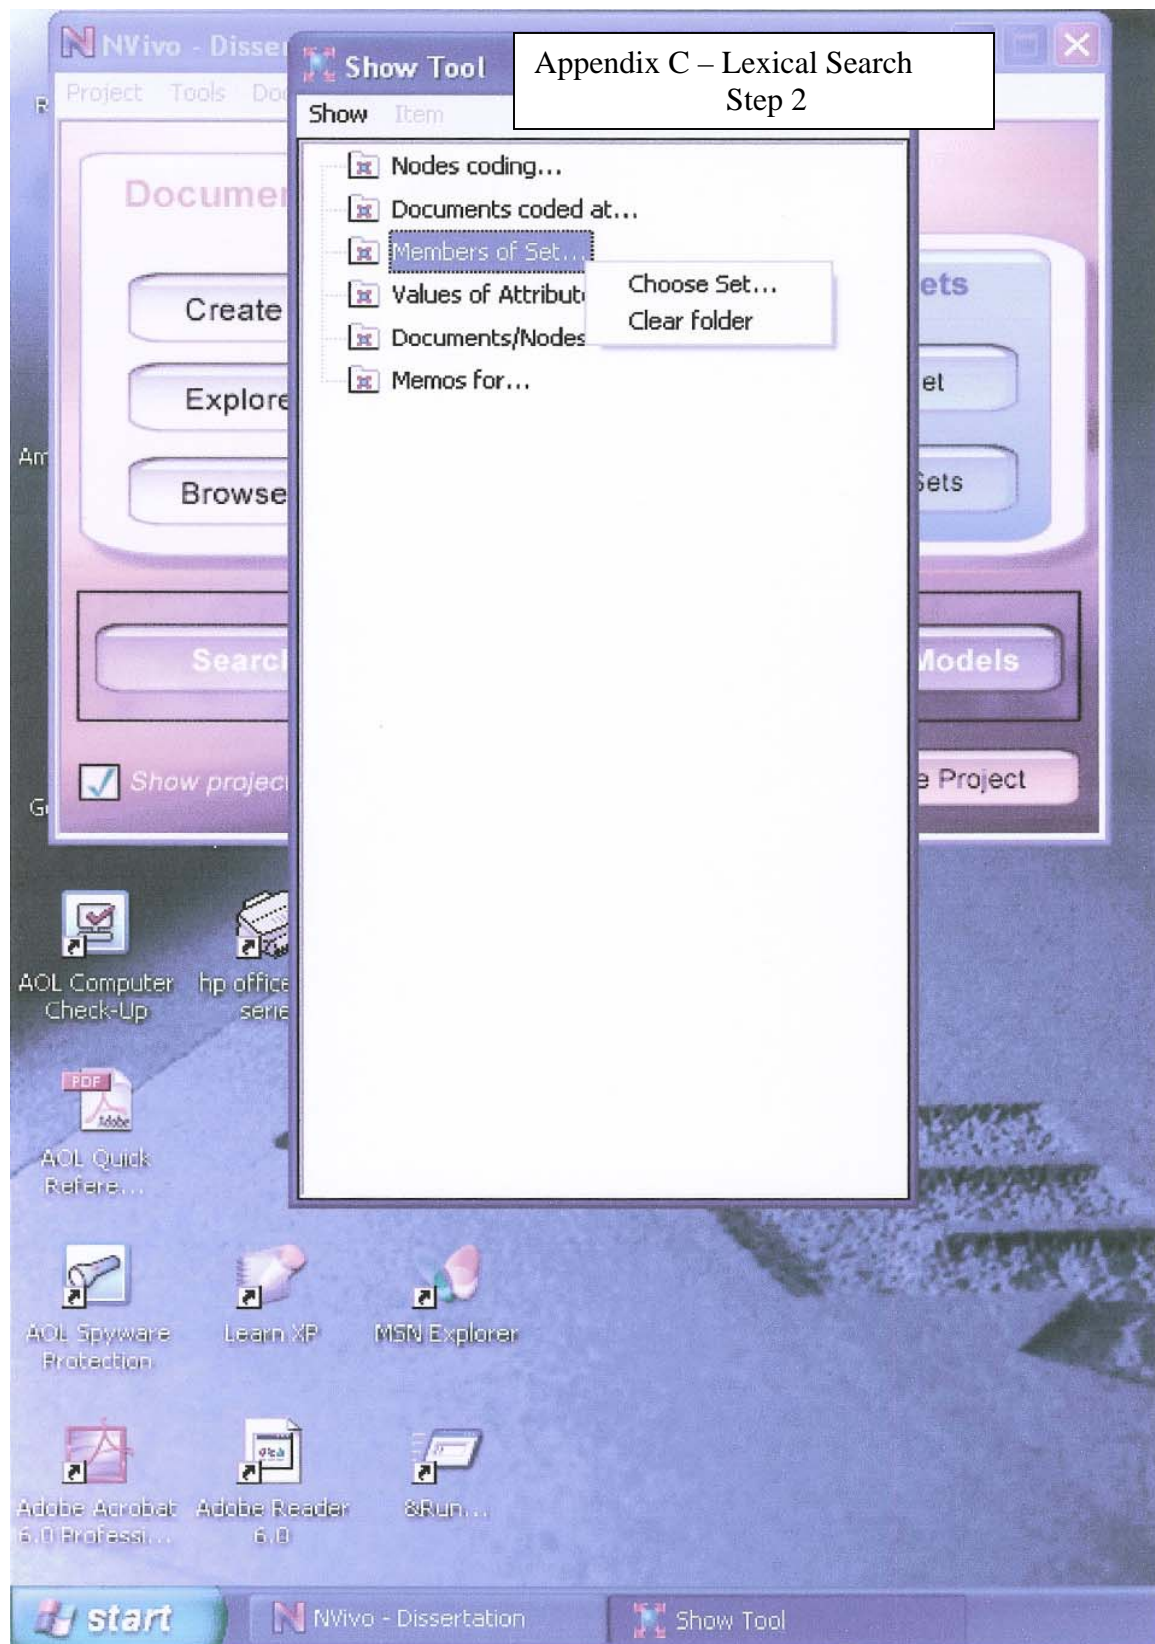 NVivo - Disser
Show Tool
Appendix C – Lexical Search
Step 2
Project Tools Doc
Show Item
R
Nodes coding...
Documents coded at...
Members of Set...
Values of Attribut
Documents/Nodes
Memos for...
Choose Set...
Clear folder
Documen
Create
Explore
Browse
ets
et
Sets
Am
Search
Models
Show projec
e Project
G
AOL Computer
Check-Up
hp office
serie
PDF
Adobe
AOL Quick
Refere...
AOL Spyware
Protection
Learn XP
MSN Explorer
Adobe Acrobat
6.0 Professi...
Adobe Reader
6.0
&Run...
start
NVivo - Dissertation
Show Tool